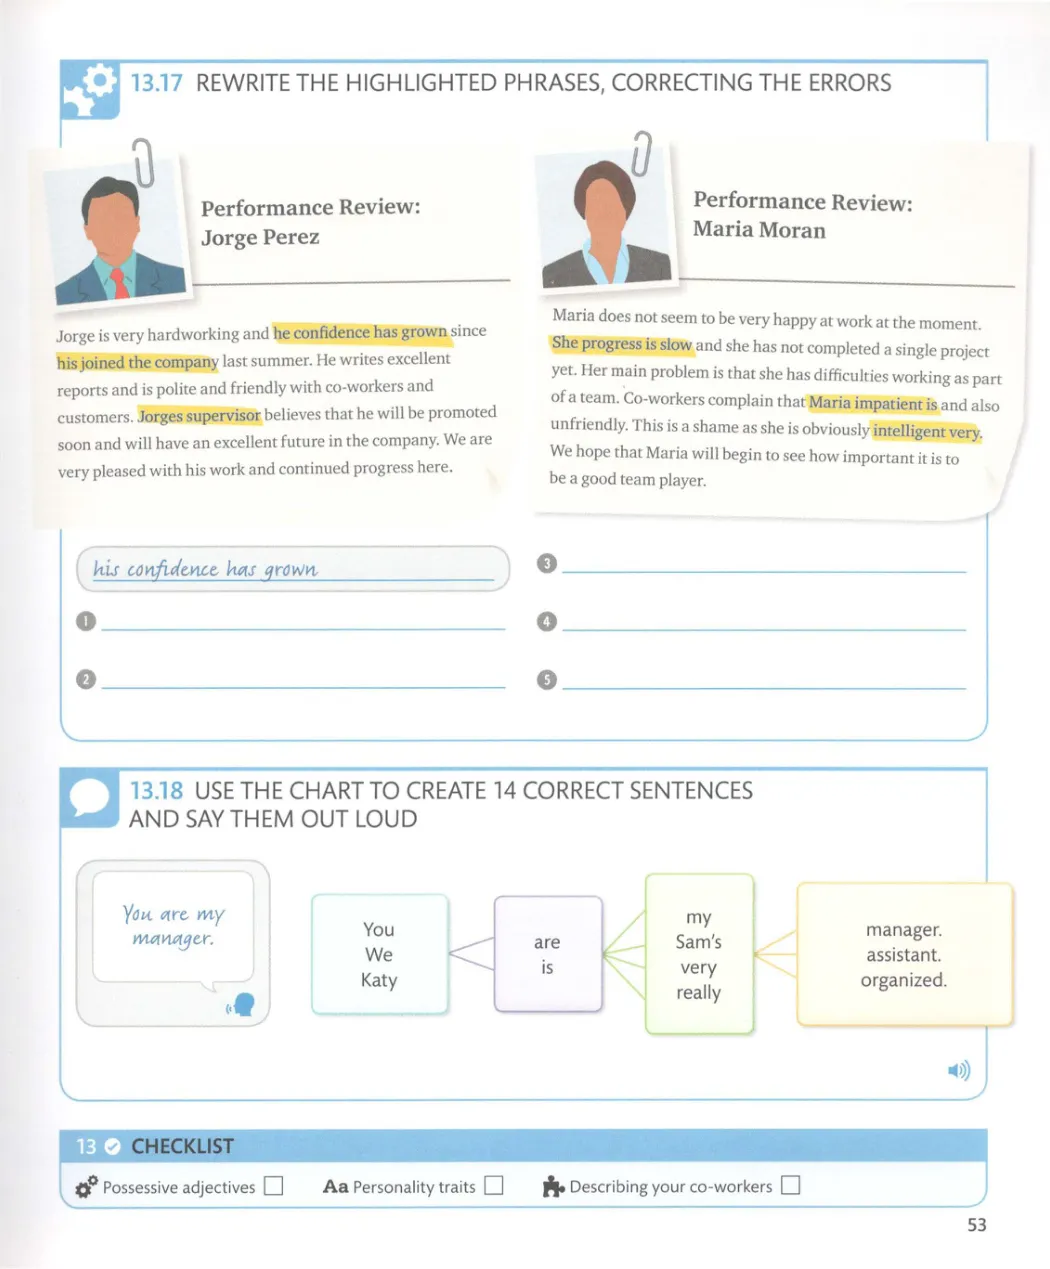 13.17 REWRITE THE HIGHLIGHTED PHRASES, CORRECTING THE ERRORS
Performance Review:
Jorge Perez
Jorge is very hardworking and he confidence has grown since
his joined the company last summer. He writes excellent
reports and is polite and friendly with co-workers and
customers. Jorges supervisor believes that he will be promoted
soon and will have an excellent future in the company. We are
very pleased with his work and continued progress here.
Performance Review:
Maria Moran
Maria does not seem to be very happy at work at the moment.
She progress is slow and she has not completed a single project
yet. Her main problem is that she has difficulties working as part
of a team. Co-workers complain that Maria impatient is and also
unfriendly. This is a shame as she is obviously intelligent very.
We hope that Maria will begin to see how important it is to
be a good team player.
his confidence has grown
1
2
3
4
5
13.18 USE THE CHART TO CREATE 14 CORRECT SENTENCES
AND SAY THEM OUT LOUD
You are my
manager.
You
We
Katy
are
is
my
Sam's
very
really
manager.
assistant.
organized.
13 CHECKLIST
Possessive adjectives
Aa Personality traits
Describing your co-workers
53